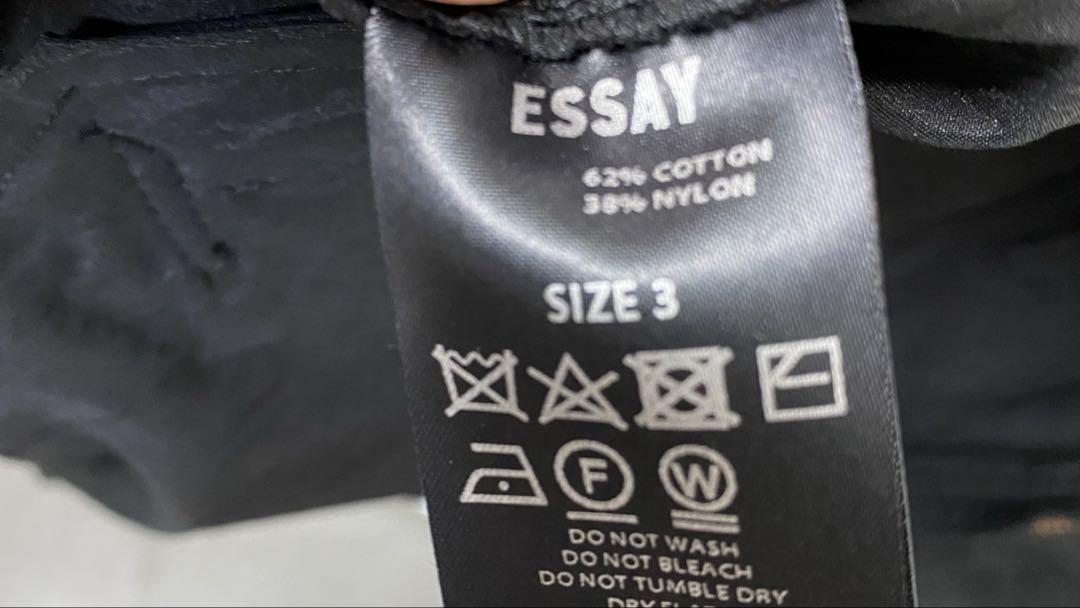 ESSAY
62% COTTON
38% NYLON
SIZE 3
F W
DO NOT WASH
DO NOT BLEACH
DO NOT TUMBLE DRY